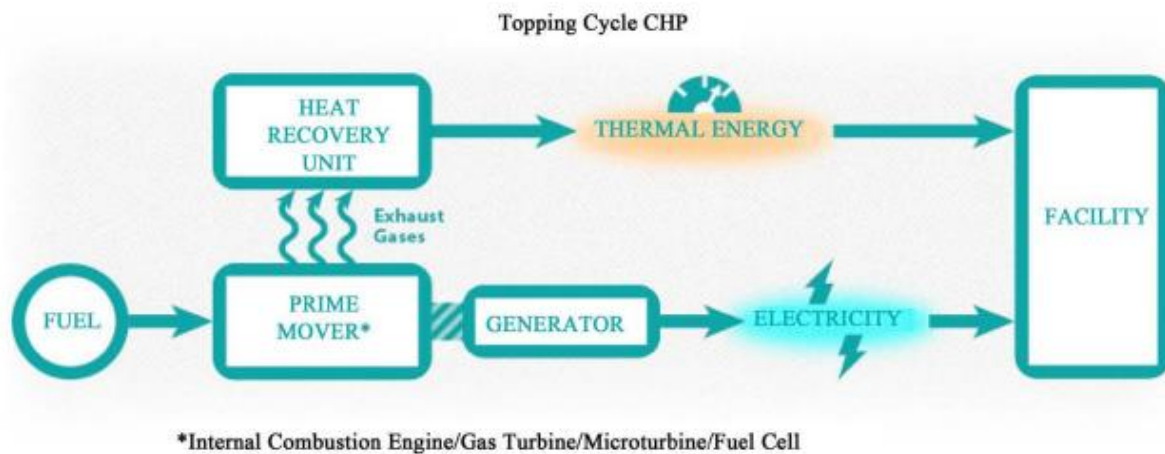 Topping Cycle CHP
HEAT
RECOVERY
UNIT
THERMAL ENERGY
Exhaust
Gases
FACILITY
FUEL
PRIME
MOVER*
GENERATOR
ELECTRICITY
*Internal Combustion Engine/Gas Turbine/Microturbine/Fuel Cell